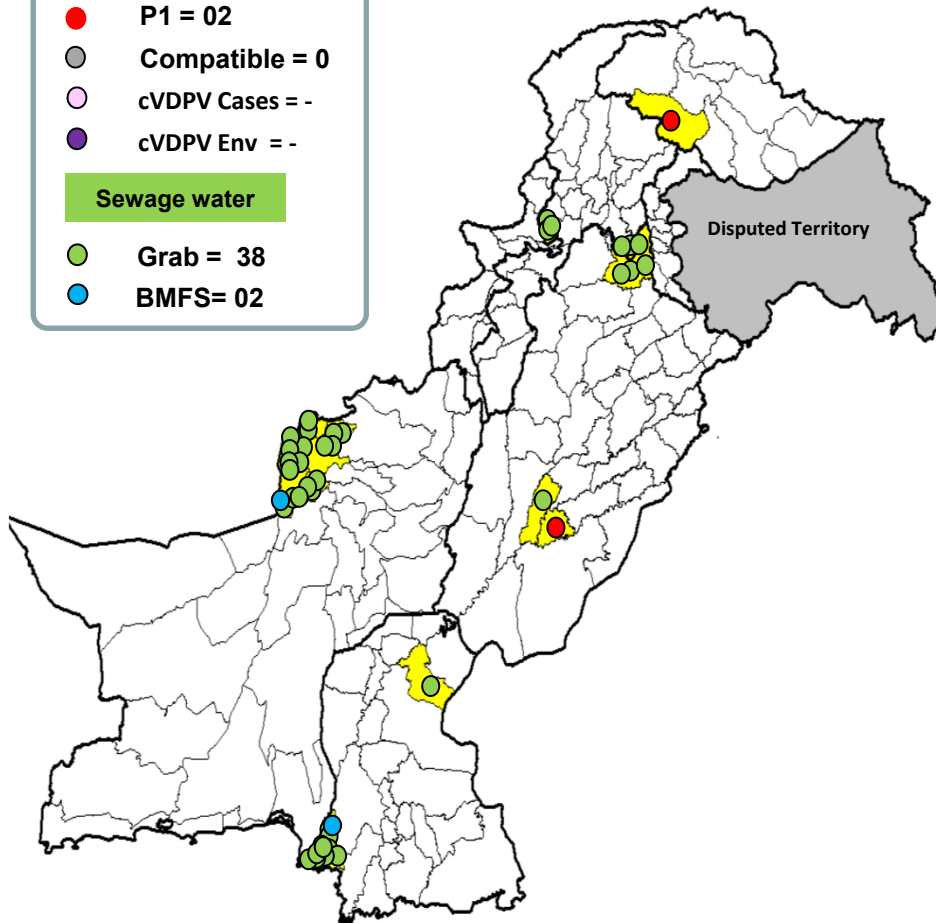 P1 = 02
Compatible = 0
cVDPV Cases = -
cVDPV Env  = -
Sewage water
Grab =  38
BMFS= 02
Disputed Territory